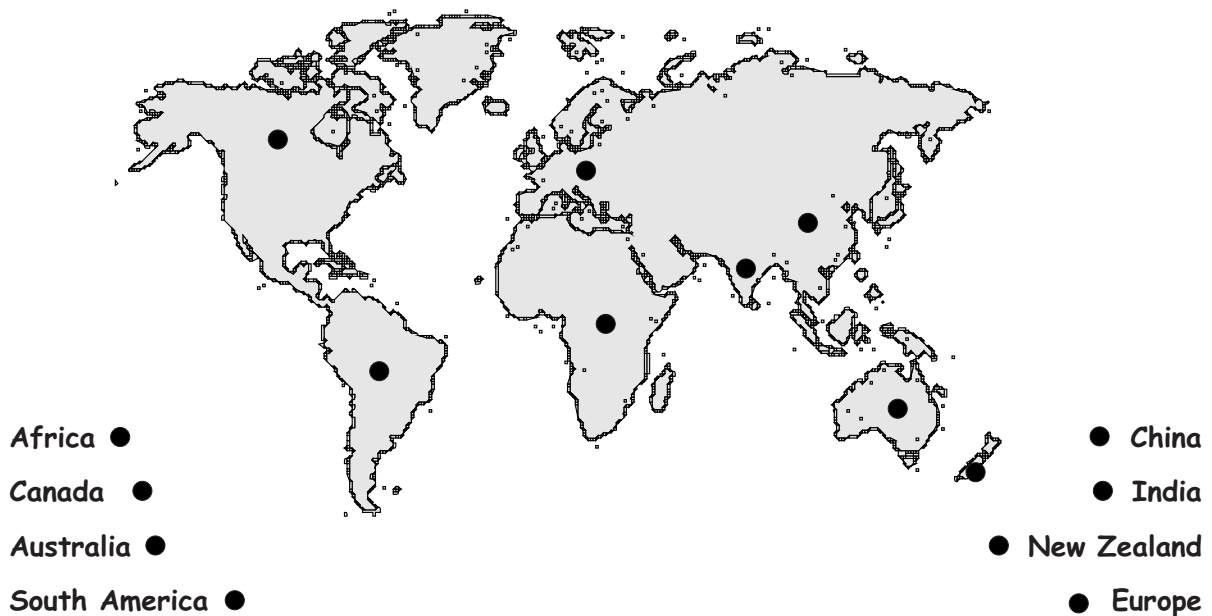 Africa
Canada
Australia
South America
China
India
New Zealand
Europe